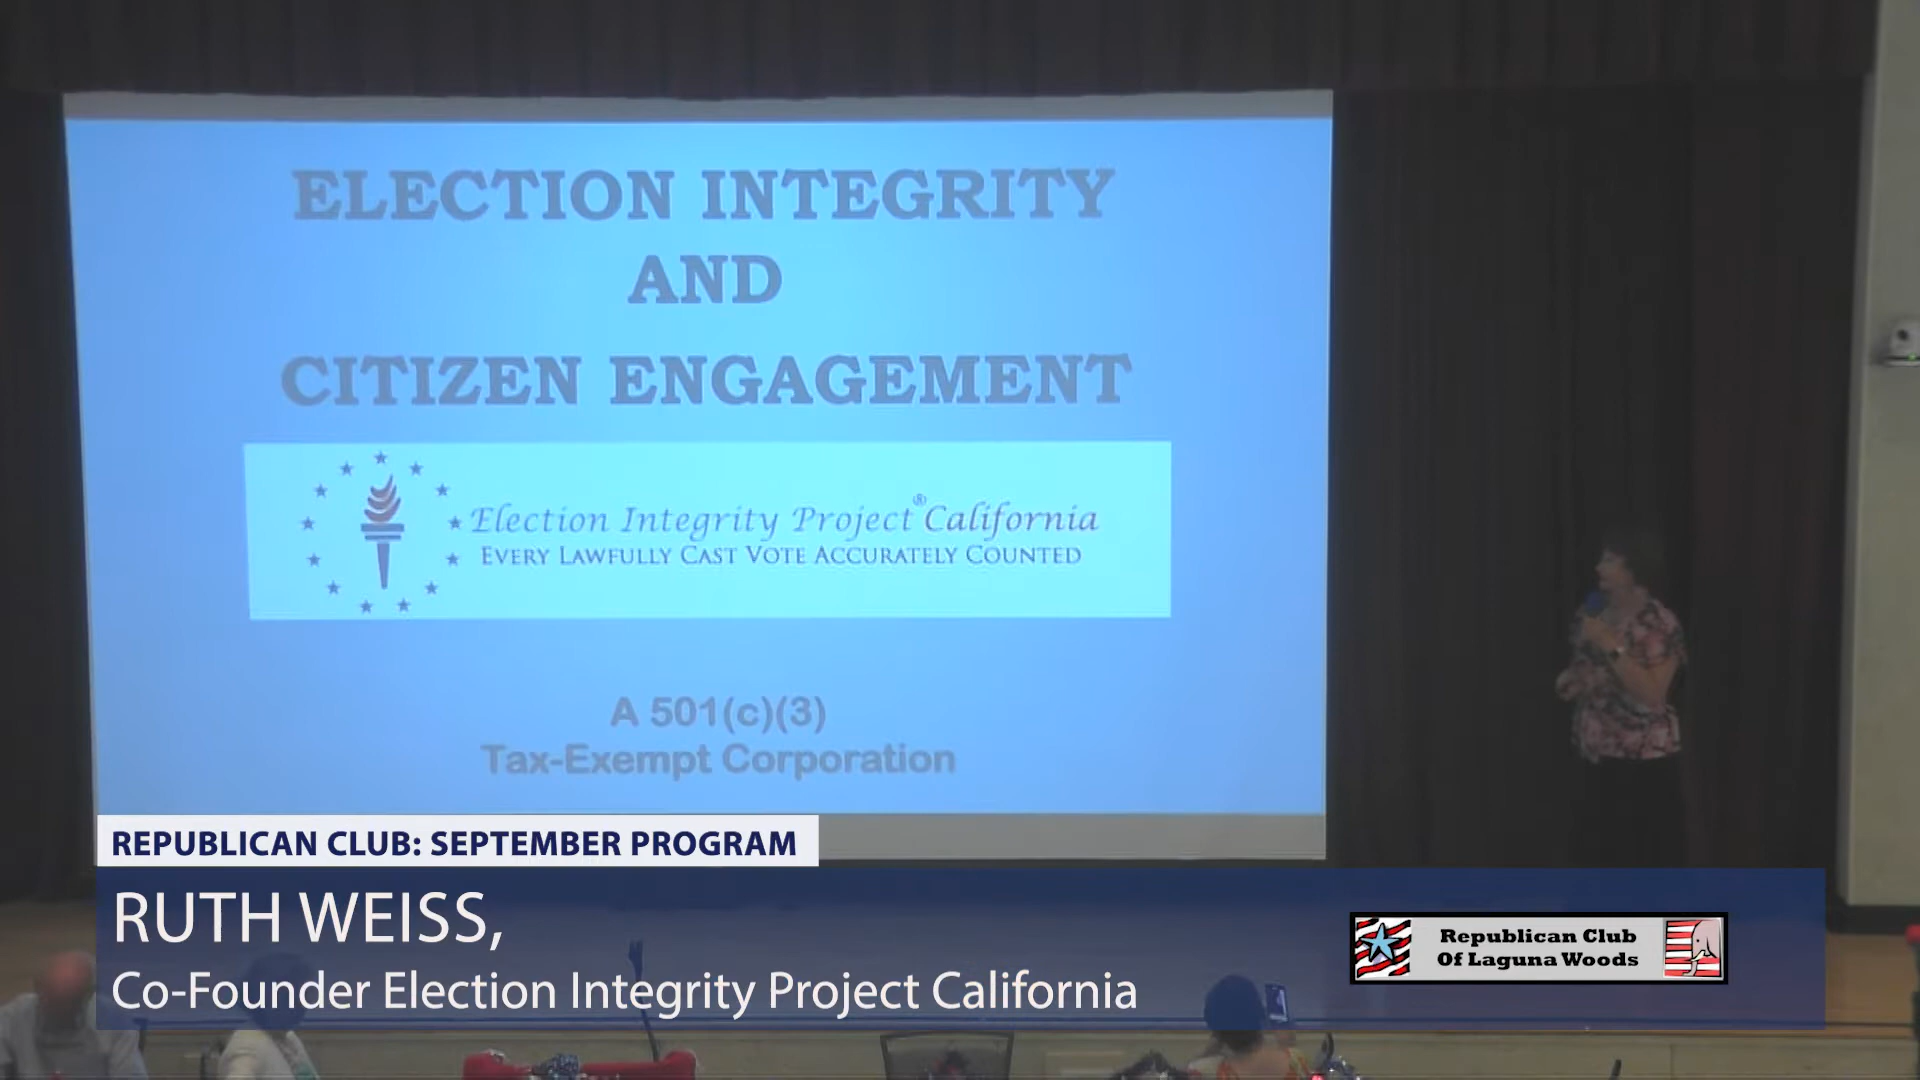 ELECTION INTEGRITY
AND
CITIZEN ENGAGEMENT
Election Integrity Project® California
EVERY LAWFULLY CAST VOTE ACCURATELY COUNTED
A 501(c)(3)
Tax-Exempt Corporation
REPUBLICAN CLUB: SEPTEMBER PROGRAM
RUTH WEISS,
Co-Founder Election Integrity Project California
Republican Club
Of Laguna Woods